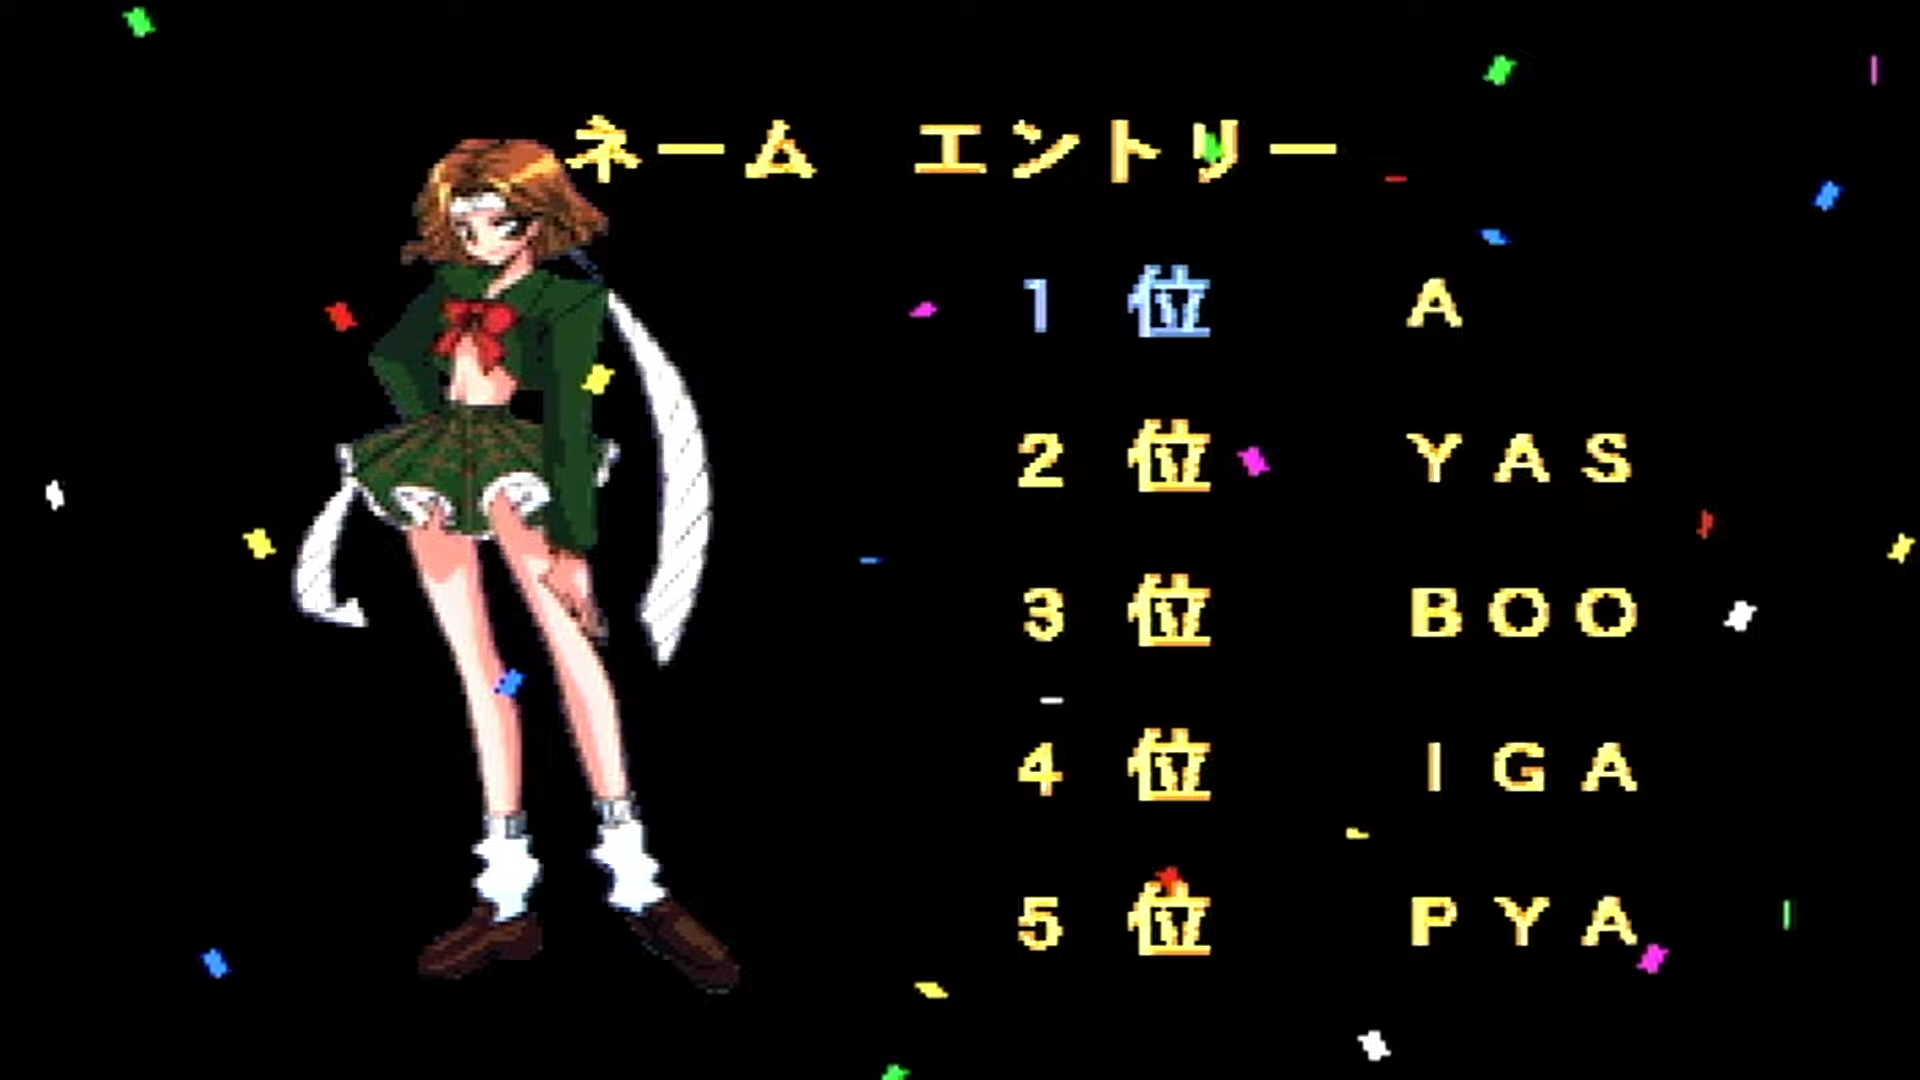 ネーム エントリー
1 位 A
2 位 YAS
3 位 BOO
4 位 IGA
5 位 PYA